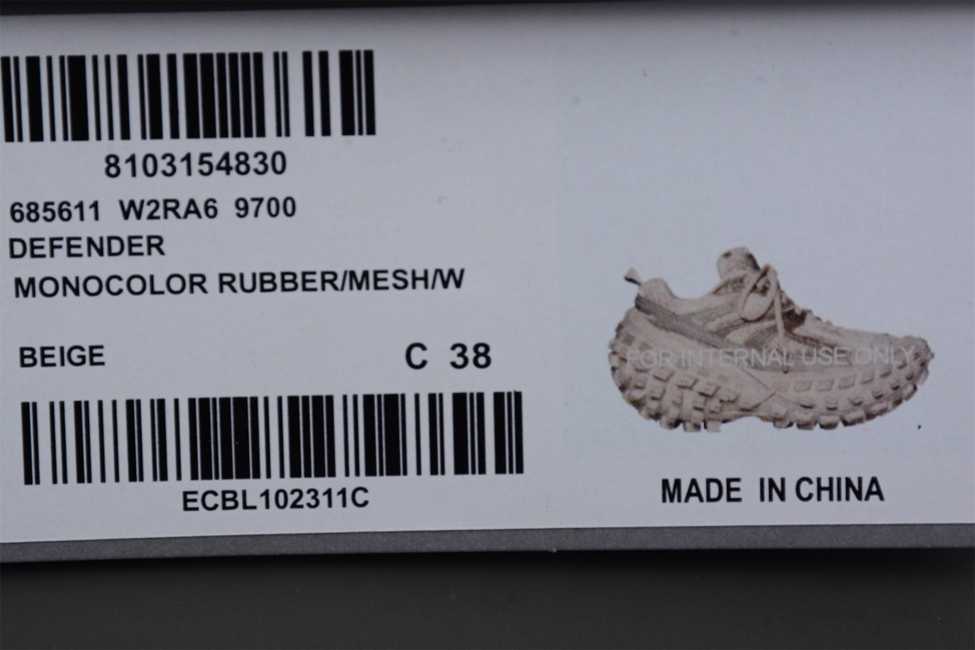 8103154830
685611 W2RA6 9700
DEFENDER
MONOCOLOR RUBBER/MESH/W
BEIGE C 38
ECBL102311C
FOR INTERNAL USE ONLY
MADE IN CHINA